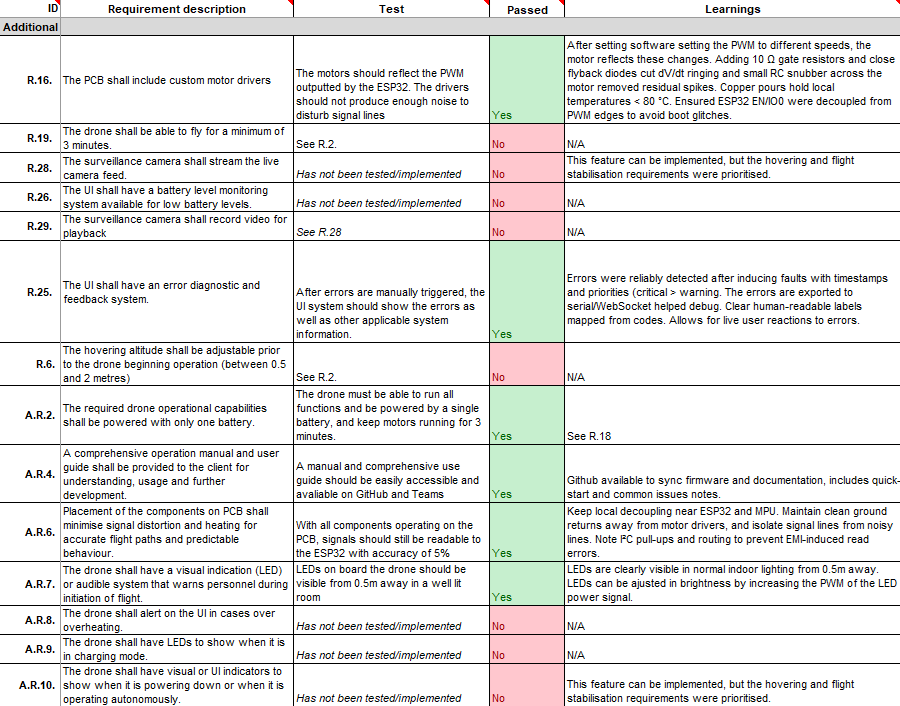 ID Requirement description Test Passed Learnings
Additional
R.16. The PCB shall include custom motor drivers
The motors should reflect the PWM
outputted by the ESP32. The drivers
should not produce enough noise to
disturb signal lines
Yes
After setting software setting the PWM to different speeds, the
motor reflects these changes. Adding 10 Ω gate resistors and close
flyback diodes cut dV/dt ringing and small RC snubber across the
motor removed residual spikes. Copper pours hold local
temperatures < 80 °C. Ensured ESP32 EN/IO0 were decoupled from
PWM edges to avoid boot glitches.
R.19.
The drone shall be able to fly for a minimum of
3 minutes.
See R.2.
No
N/A
R.28.
The surveillance camera shall stream the live
camera feed.
Has not been tested/implemented
No
This feature can be implemented, but the hovering and flight
stabilisation requirements were prioritised.
R.26.
The UI shall have a battery level monitoring
system available for low battery levels.
Has not been tested/implemented
No
N/A
R.29.
The surveillance camera shall record video for
playback
See R.28
No
N/A
R.25.
The UI shall have an error diagnostic and
feedback system.
After errors are manually triggered, the
UI system should show the errors as
well as other applicable system
information.
Yes
Errors were reliably detected after inducing faults with timestamps
and priorities (critical > warning. The errors are exported to
serial/WebSocket helped debug. Clear human-readable labels
mapped from codes. Allows for live user reactions to errors.
R.6.
The hovering altitude shall be adjustable prior
to the drone beginning operation (between 0.5
and 2 metres)
See R.2.
No
N/A
A.R.2.
The required drone operational capabilities
shall be powered with only one battery.
The drone must be able to run all
functions and be powered by a single
battery, and keep motors running for 3
minutes.
Yes
See R.18
A.R.4.
A comprehensive operation manual and user
guide shall be provided to the client for
understanding, usage and further
development.
A manual and comprehensive use
guide should be easily accessible and
avaliable on GitHub and Teams
Yes
Github available to sync firmware and documentation, includes quick-
start and common issues notes.
A.R.6.
Placement of the components on PCB shall
minimise signal distortion and heating for
accurate flight paths and predictable
behaviour.
With all components operating on the
PCB, signals should still be readable to
the ESP32 with accuracy of 5%
Yes
Keep local decoupling near ESP32 and MPU. Maintain clean ground
returns away from motor drivers, and isolate signal lines from noisy
lines. Note I²C pull-ups and routing to prevent EMI-induced read
errors.
A.R.7.
The drone shall have a visual indication (LED)
or audible system that warns personnel during
initiation of flight.
LEDs on board the drone should be
visible from 0.5m away in a well lit
room
Yes
LEDs are clearly visible in normal indoor lighting from 0.5m away.
LEDs can be ajusted in brightness by increasing the PWM of the LED
power signal.
A.R.8.
The drone shall alert on the UI in cases over
overheating.
Has not been tested/implemented
No
N/A
A.R.9.
The drone shall have LEDs to show when it is
in charging mode.
Has not been tested/implemented
No
N/A
A.R.10.
The drone shall have visual or UI indicators to
show when it is powering down or when it is
operating autonomously.
Has not been tested/implemented
No
This feature can be implemented, but the hovering and flight
stabilisation requirements were prioritised.